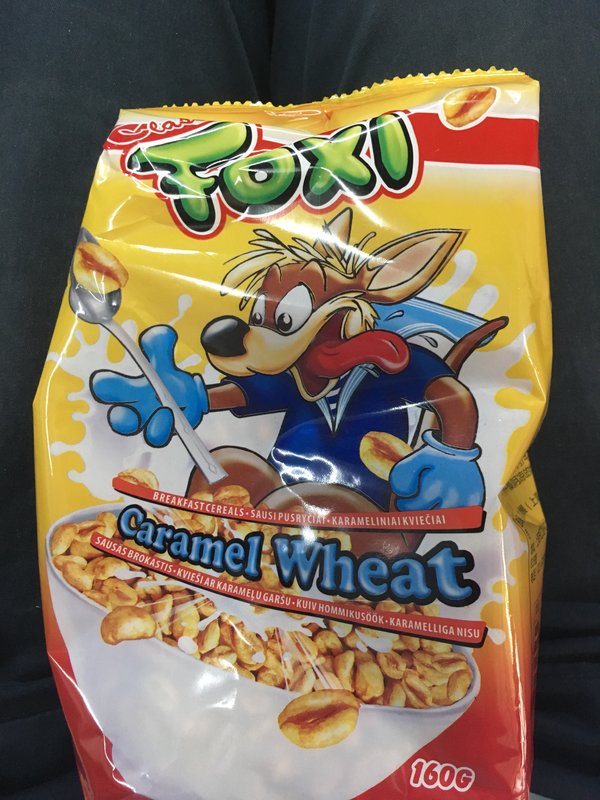 FOXI
BREAKFAST CEREALS • SAUSI PUSRYČIAI • KARAMELINIAI KVIEČIAI
Caramel Wheat
SAUSĀS BROKASTIS • KVIEŠI AR KARAMEĻU GARŠU • KUIV HOMMIKUSÖÖK • KARAMELLIGA NISU
160G